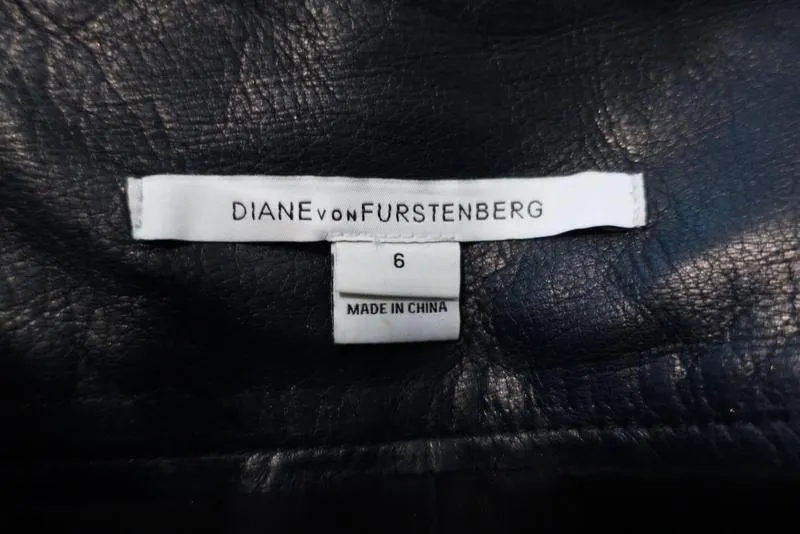 DIANE VON FURSTENBERG
6
MADE IN CHINA